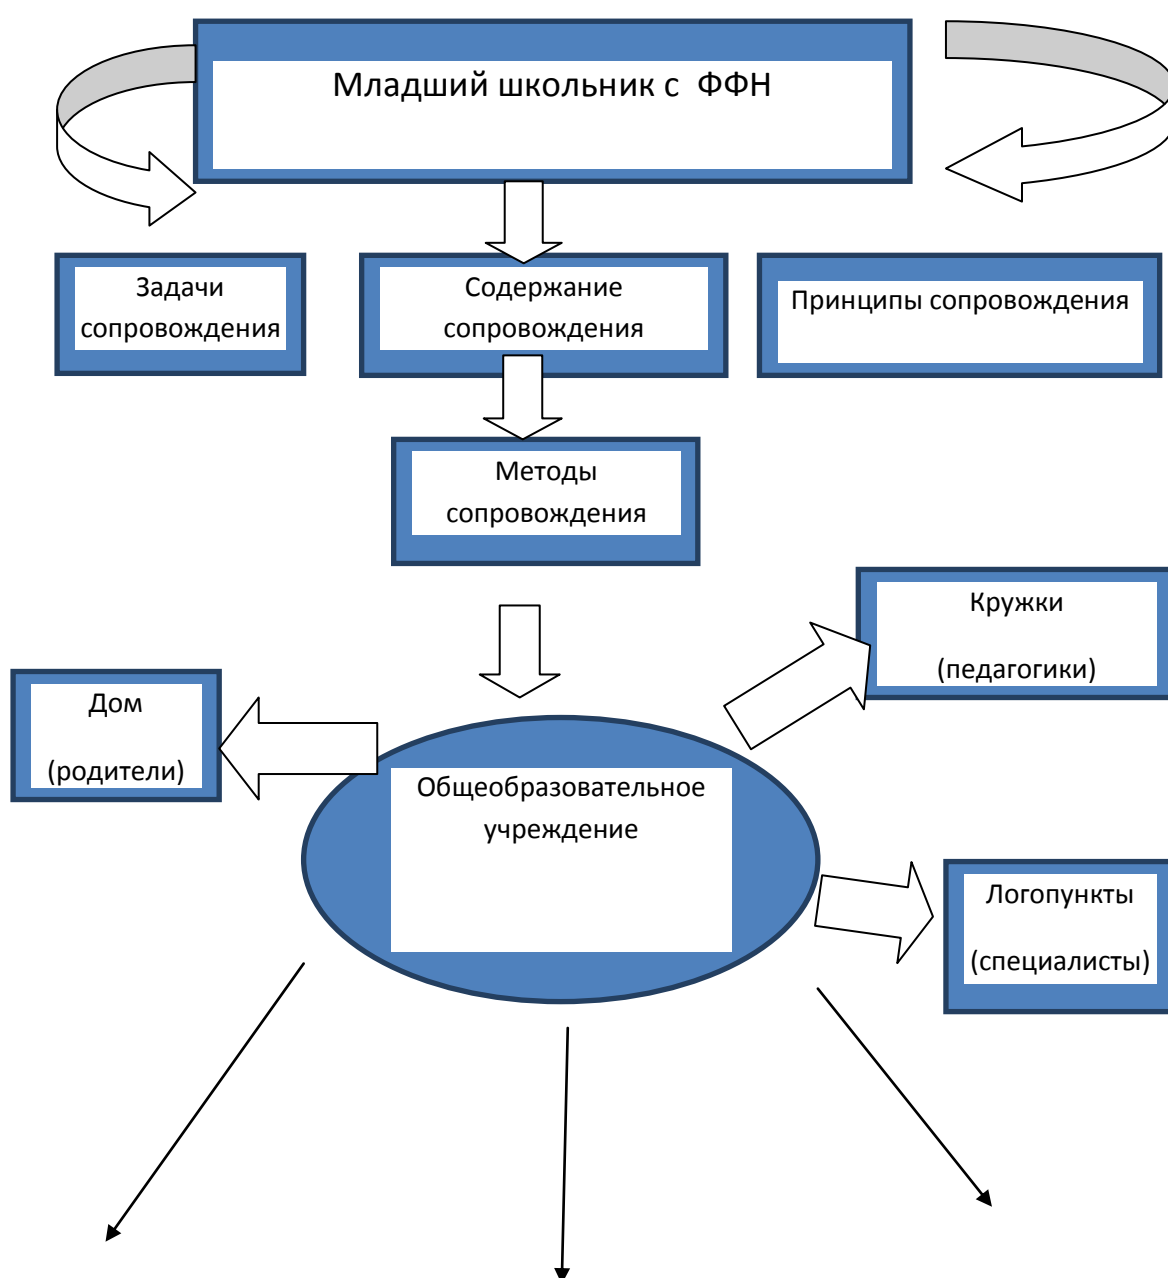 Младший школьник с ФФН
Задачи
сопровождения
Содержание
сопровождения
Принципы сопровождения
Методы
сопровождения
Кружки
(педагогики)
Дом
(родители)
Общеобразовательное
учреждение
Логопункты
(специалисты)